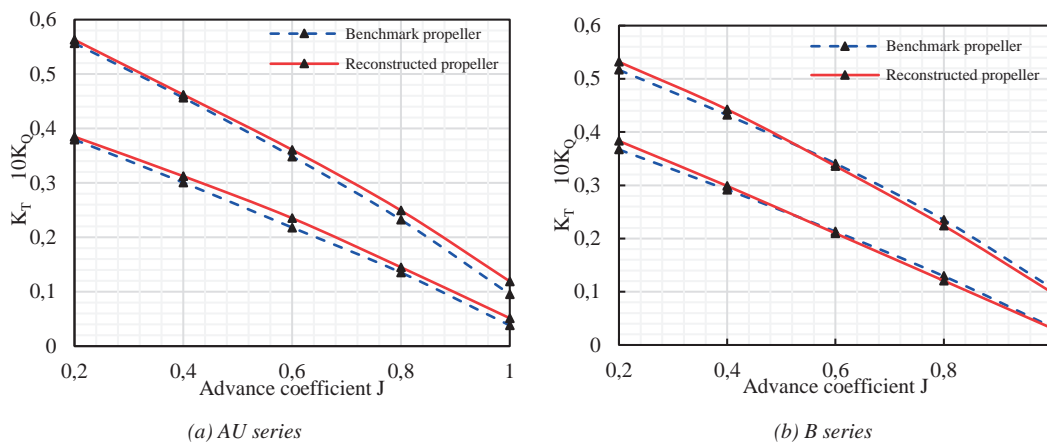 0,6
0,5
0,4
0,3
0,2
0,1
0
K_T 10K_Q
0,2 0,4 0,6 0,8 1
Advance coefficient J
Benchmark propeller
Reconstructed propeller
(a) AU series
0,6
0,5
0,4
0,3
0,2
0,1
0
K_T 10K_Q
0,2 0,4 0,6 0,8
Advance coefficient J
Benchmark propeller
Reconstructed propeller
(b) B series